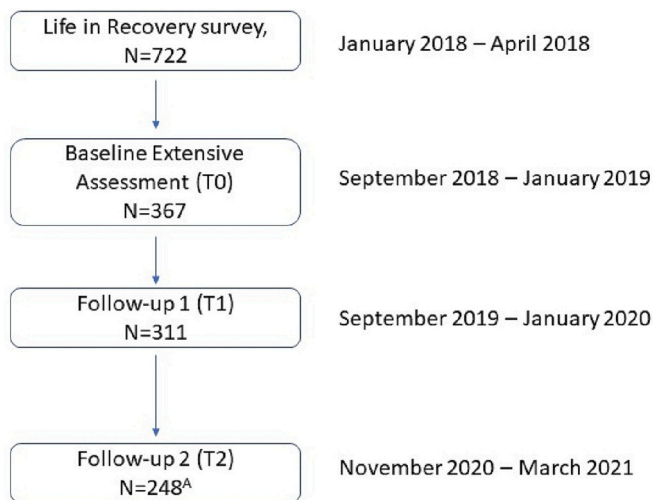 Life in Recovery survey,
N=722
January 2018 – April 2018
Baseline Extensive
Assessment (T0)
N=367
September 2018 – January 2019
Follow-up 1 (T1)
N=311
September 2019 – January 2020
Follow-up 2 (T2)
N=248ᴬ
November 2020 – March 2021